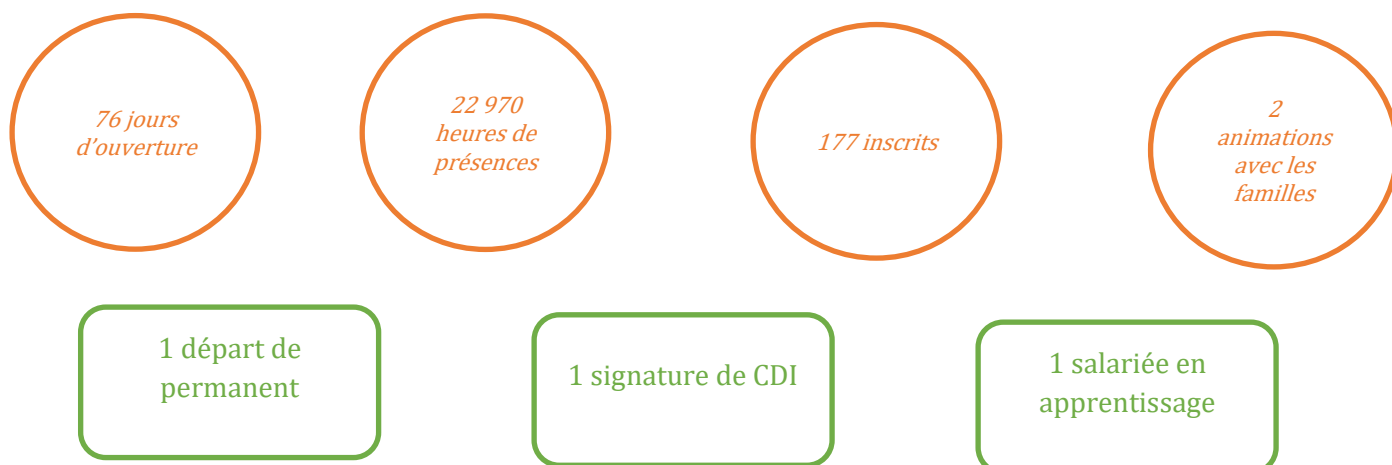 76 jours
d'ouverture
22 970
heures de
présences
177 inscrits
2
animations
avec les
familles
1 départ de
permanent
1 signature de CDI
1 salariée en
apprentissage